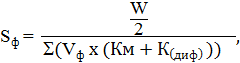 Sф = W/2 / Σ(Vф х (Км + К(диф) ))),